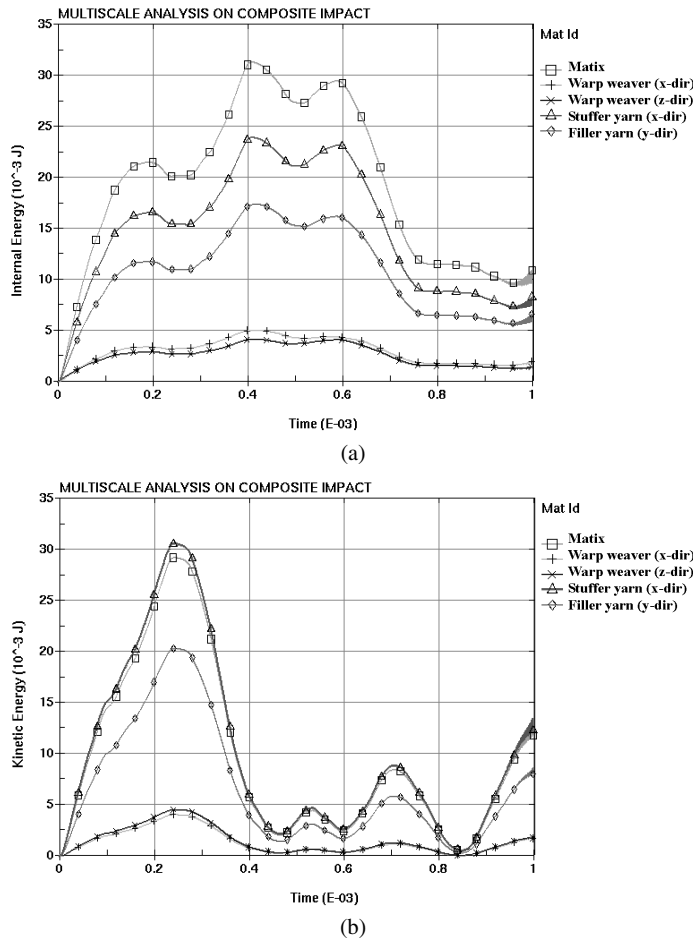 MULTISCALE ANALYSIS ON COMPOSITE IMPACT
Mat Id
Matix
Warp weaver (x-dir)
Warp weaver (z-dir)
Stuffer yarn (x-dir)
Filler yarn (y-dir)
Internal Energy (10^-3 J)
35
30
25
20
15
10
5
0
0 0.2 0.4 0.6 0.8 1
Time (E-03)
(a)
MULTISCALE ANALYSIS ON COMPOSITE IMPACT
Mat Id
Matix
Warp weaver (x-dir)
Warp weaver (z-dir)
Stuffer yarn (x-dir)
Filler yarn (y-dir)
Kinetic Energy (10^-3 J)
35
30
25
20
15
10
5
0
0 0.2 0.4 0.6 0.8 1
Time (E-03)
(b)